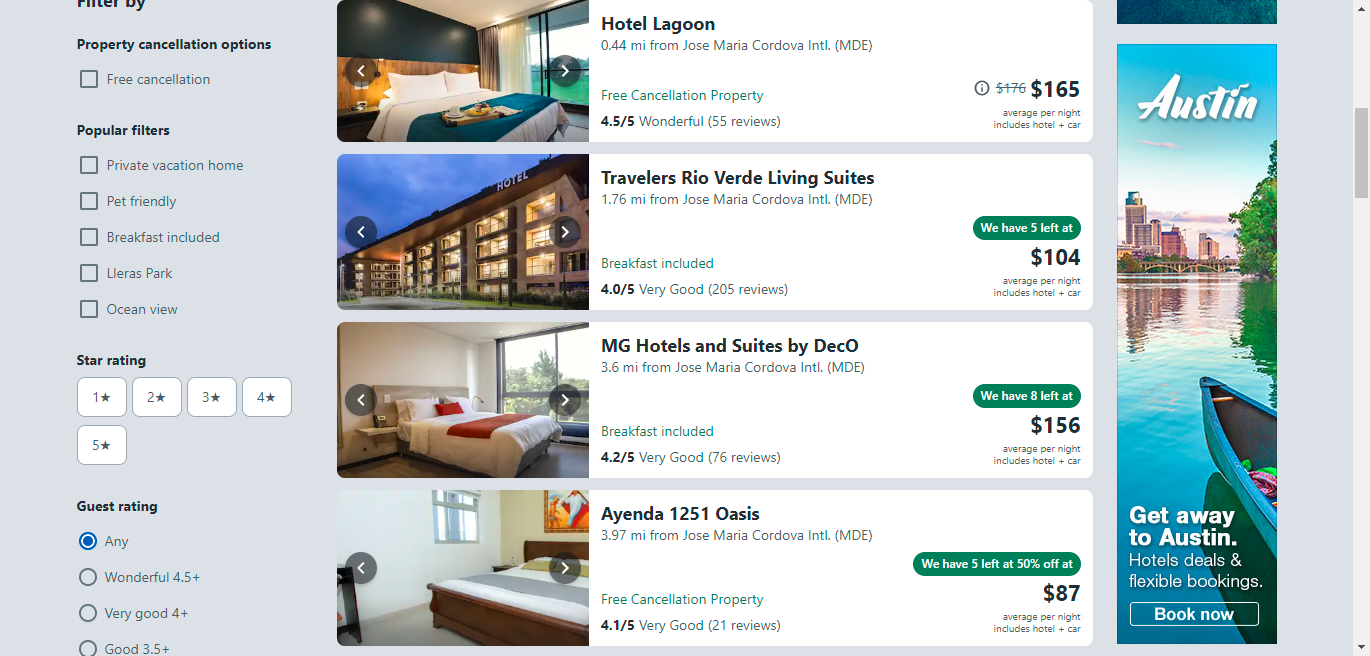 Filter by
Property cancellation options
Free cancellation
Popular filters
Private vacation home
Pet friendly
Breakfast included
Lleras Park
Ocean view
Star rating
1★ 2★ 3★ 4★
5★
Guest rating
Any
Wonderful 4.5+
Very good 4+
Good 3.5+
Hotel Lagoon
0.44 mi from Jose Maria Cordova Intl. (MDE)
Free Cancellation Property
4.5/5 Wonderful (55 reviews)
$176 $165
average per night
includes hotel + car
HOTEL
Travelers Rio Verde Living Suites
1.76 mi from Jose Maria Cordova Intl. (MDE)
We have 5 left at
Breakfast included
$104
4.0/5 Very Good (205 reviews)
average per night
includes hotel + car
MG Hotels and Suites by DecO
3.6 mi from Jose Maria Cordova Intl. (MDE)
We have 8 left at
Breakfast included
$156
4.2/5 Very Good (76 reviews)
average per night
includes hotel + car
Ayenda 1251 Oasis
3.97 mi from Jose Maria Cordova Intl. (MDE)
We have 5 left at 50% off at
Free Cancellation Property
$87
4.1/5 Very Good (21 reviews)
average per night
includes hotel + car
Austin
Get away
to Austin.
Hotels deals &
flexible bookings.
Book now